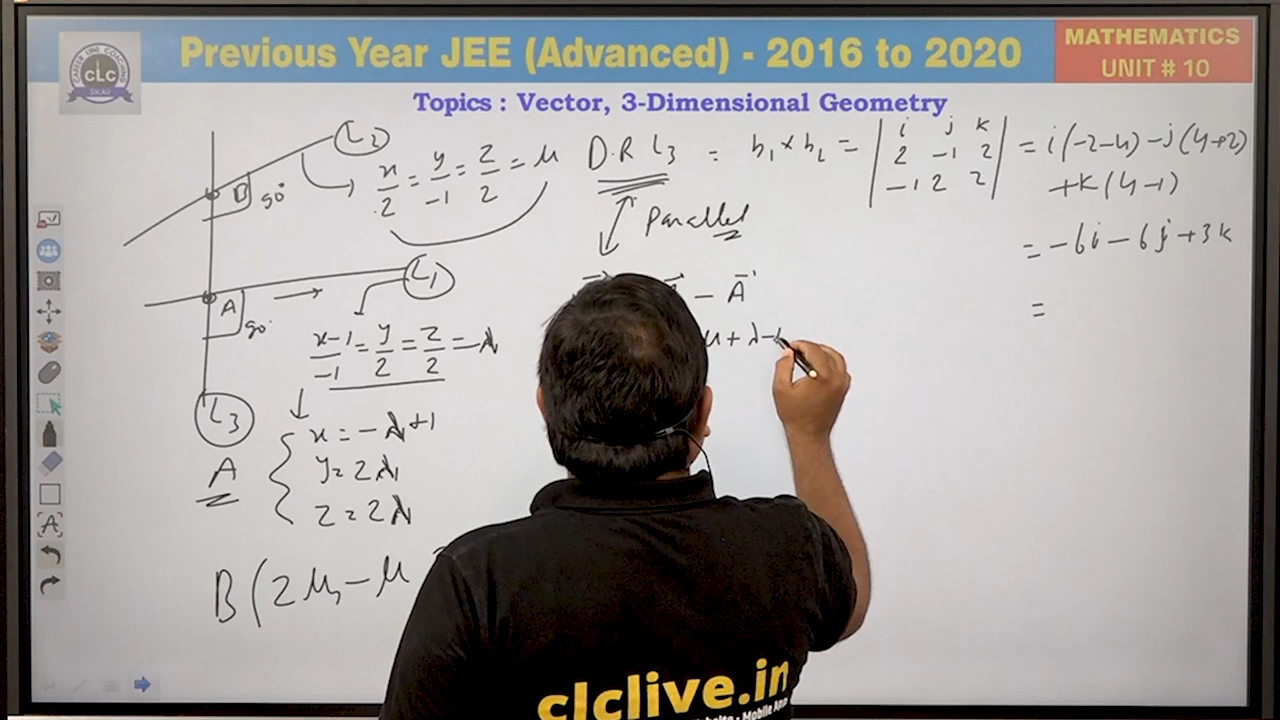 Previous Year JEE (Advanced) - 2016 to 2020
MATHEMATICS
UNIT # 10
CLC
SIKAR
Topics : Vector, 3-Dimensional Geometry
L2
B 90°
x/2 = y/-1 = z/2 = μ
D.R L3 = b1 × b2 = | i j k |
| 2 -1 2 |
| -1 2 2 |
= i(-2-4) -j(4+2)
+k(4-1)
= -6i -6j +3k
=
Parallel
- A
μ+λ-1
L1
A
90°
x-1/-1 = y/2 = z/2 = λ
L3
A
x = -λ+1
y = 2λ
z = 2λ
B(2μ, -μ
clclive.in